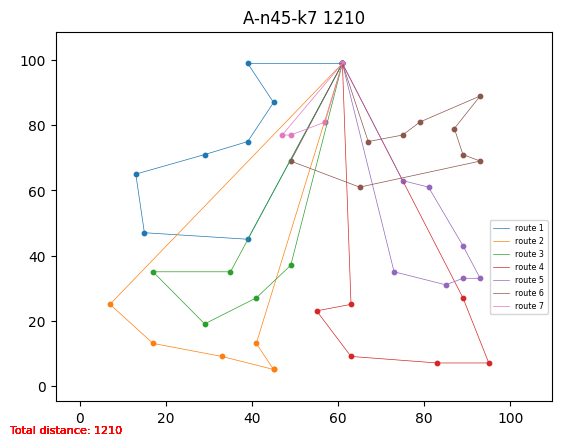 A-n45-k7 1210
100
80
60
40
20
0
route 1
route 2
route 3
route 4
route 5
route 6
route 7
0 20 40 60 80 100
Total distance: 1210